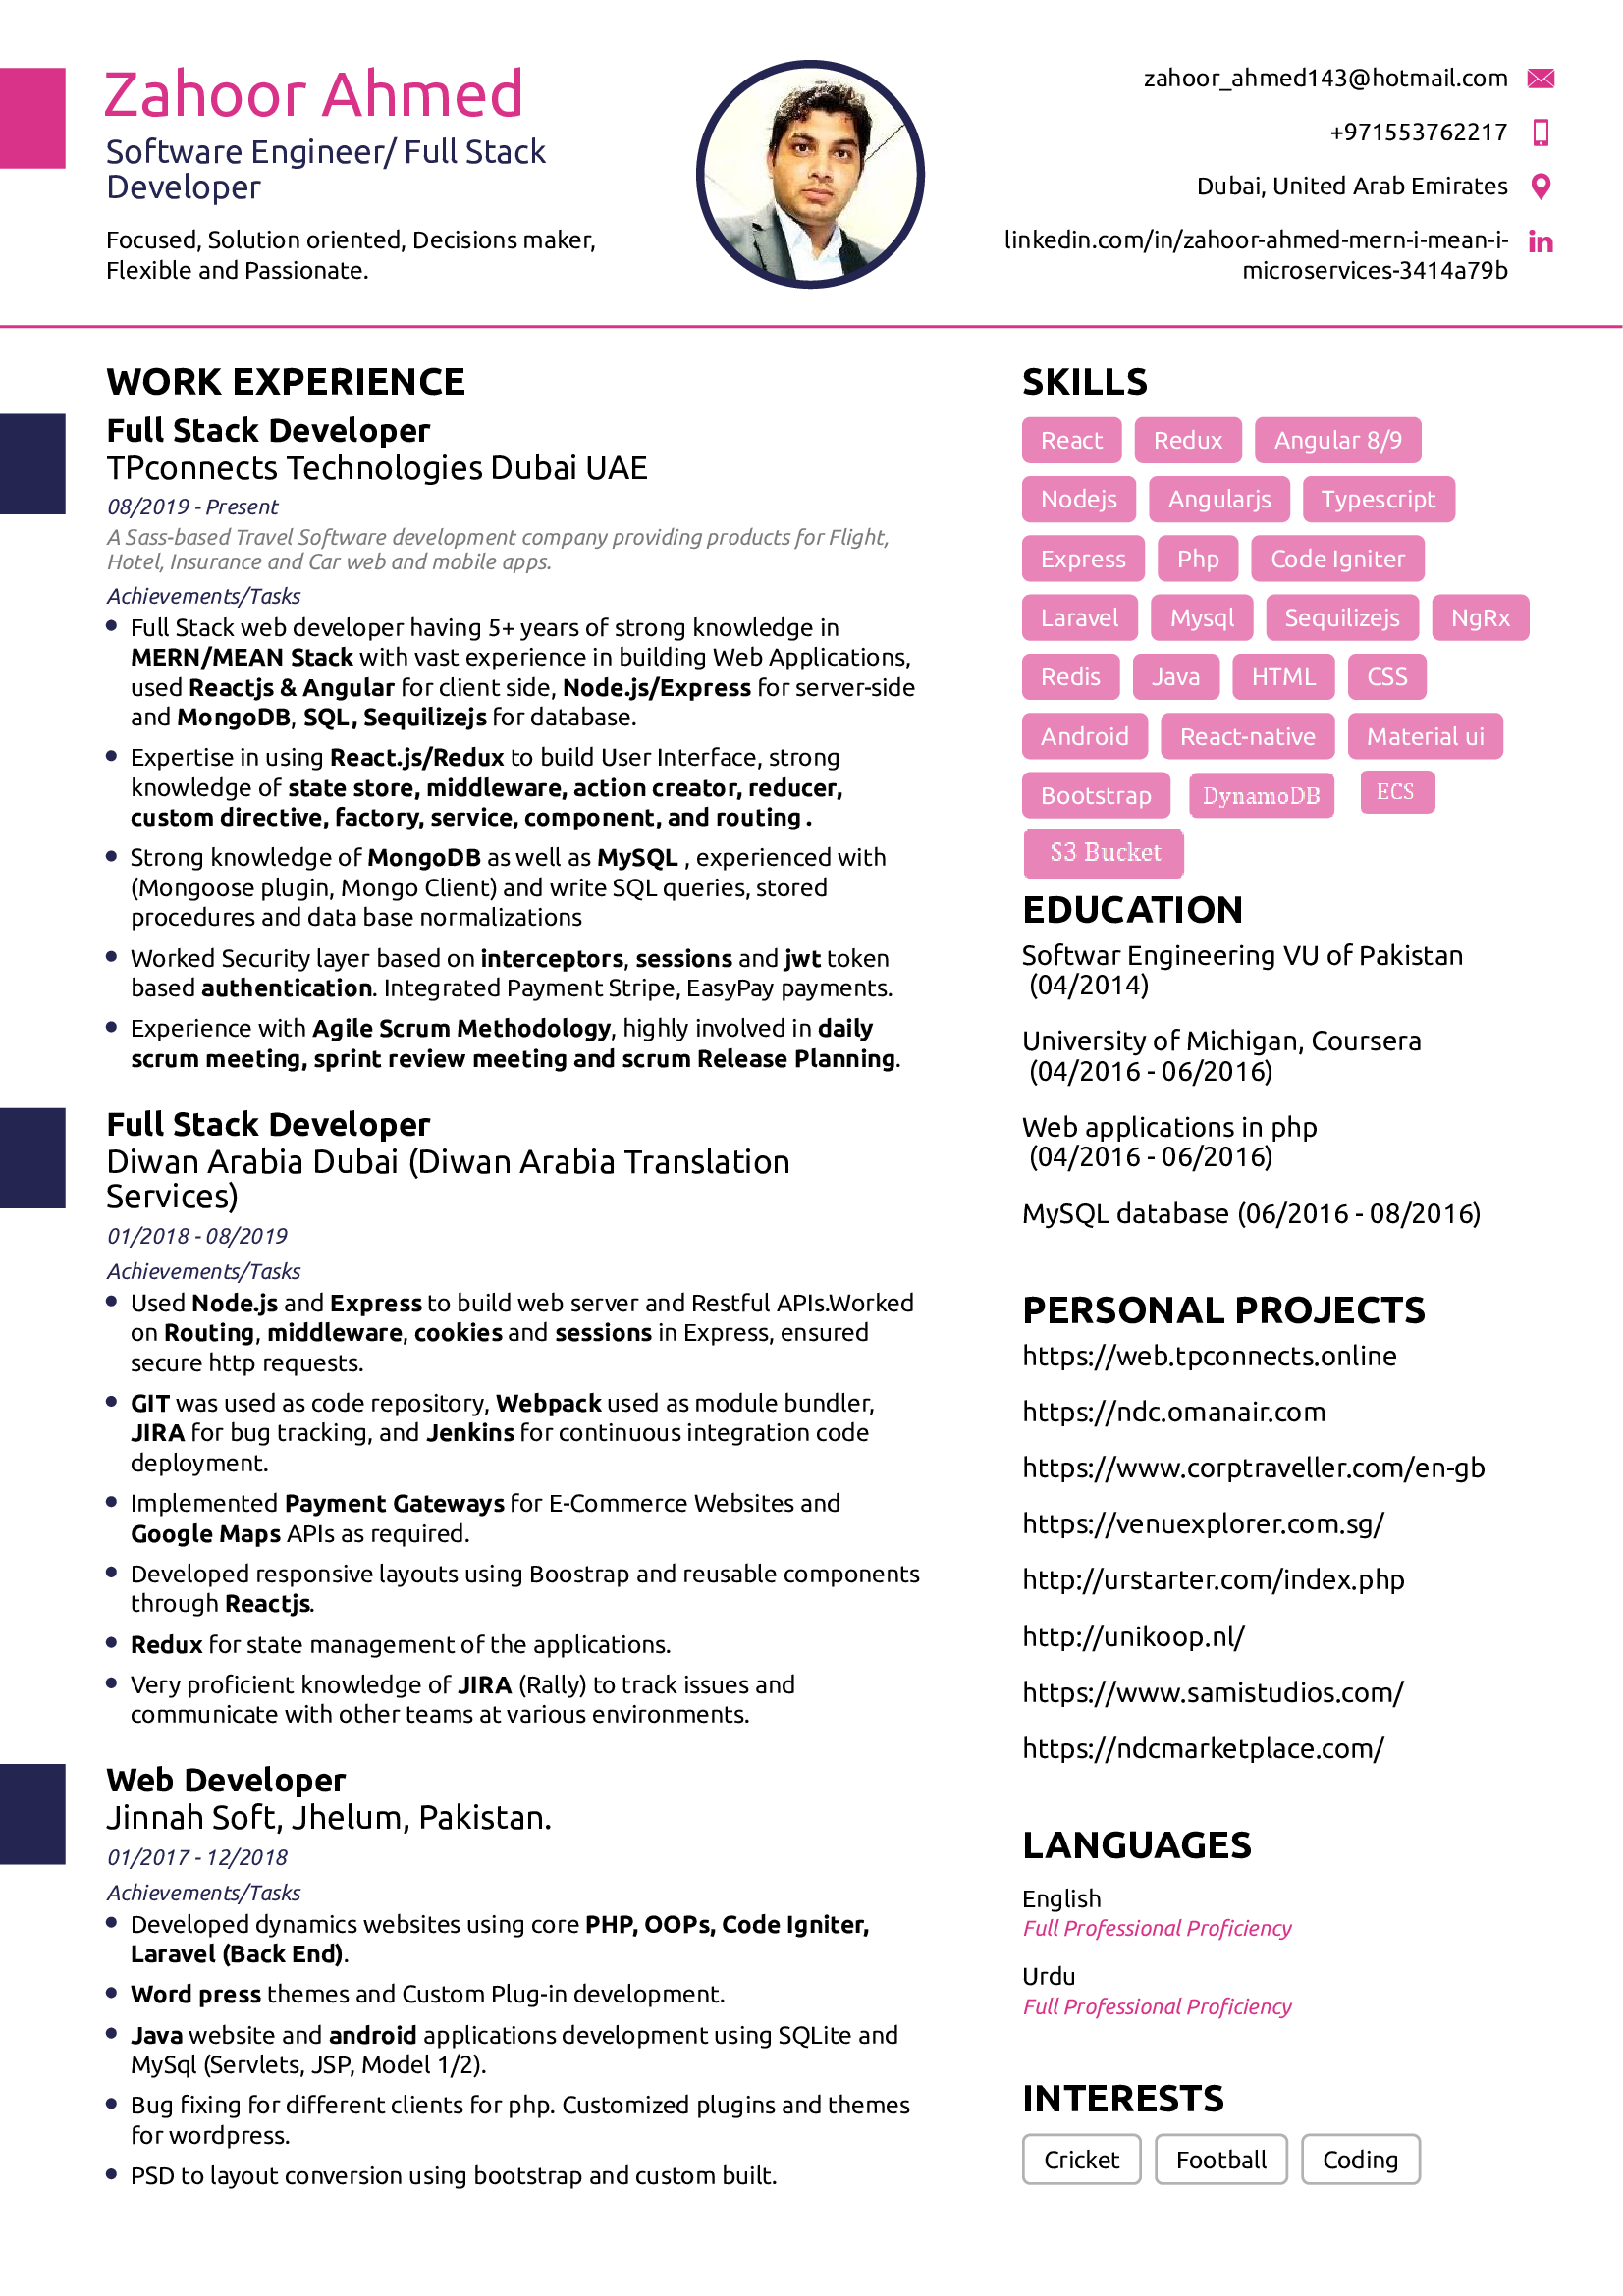 Zahoor Ahmed
Software Engineer/ Full Stack
Developer
Focused, Solution oriented, Decisions maker,
Flexible and Passionate.
zahoor_ahmed143@hotmail.com
+971553762217
Dubai, United Arab Emirates
linkedin.com/in/zahoor-ahmed-mern-i-mean-i-
microservices-3414a79b
WORK EXPERIENCE
Full Stack Developer
TPconnects Technologies Dubai UAE
08/2019 - Present
A Sass-based Travel Software development company providing products for Flight,
Hotel, Insurance and Car web and mobile apps.
Achievements/Tasks
Full Stack web developer having 5+ years of strong knowledge in
MERN/MEAN Stack with vast experience in building Web Applications,
used Reactjs & Angular for client side, Node.js/Express for server-side
and MongoDB, SQL, Sequilizejs for database.
Expertise in using React.js/Redux to build User Interface, strong
knowledge of state store, middleware, action creator, reducer,
custom directive, factory, service, component, and routing .
Strong knowledge of MongoDB as well as MySQL , experienced with
(Mongoose plugin, Mongo Client) and write SQL queries, stored
procedures and data base normalizations
Worked Security layer based on interceptors, sessions and jwt token
based authentication. Integrated Payment Stripe, EasyPay payments.
Experience with Agile Scrum Methodology, highly involved in daily
scrum meeting, sprint review meeting and scrum Release Planning.
Full Stack Developer
Diwan Arabia Dubai (Diwan Arabia Translation
Services)
01/2018 - 08/2019
Achievements/Tasks
Used Node.js and Express to build web server and Restful APIs.Worked
on Routing, middleware, cookies and sessions in Express, ensured
secure http requests.
GIT was used as code repository, Webpack used as module bundler,
JIRA for bug tracking, and Jenkins for continuous integration code
deployment.
Implemented Payment Gateways for E-Commerce Websites and
Google Maps APIs as required.
Developed responsive layouts using Boostrap and reusable components
through Reactjs.
Redux for state management of the applications.
Very proficient knowledge of JIRA (Rally) to track issues and
communicate with other teams at various environments.
Web Developer
Jinnah Soft, Jhelum, Pakistan.
01/2017 - 12/2018
Achievements/Tasks
Developed dynamics websites using core PHP, OOPs, Code Igniter,
Laravel (Back End).
Word press themes and Custom Plug-in development.
Java website and android applications development using SQLite and
MySql (Servlets, JSP, Model 1/2).
Bug fixing for different clients for php. Customized plugins and themes
for wordpress.
PSD to layout conversion using bootstrap and custom built.
SKILLS
React Redux Angular 8/9
Nodejs Angularjs Typescript
Express Php Code Igniter
Laravel Mysql Sequilizejs NgRx
Redis Java HTML CSS
Android React-native Material ui
Bootstrap DynamoDB ECS
S3 Bucket
EDUCATION
Softwar Engineering VU of Pakistan
(04/2014)
University of Michigan, Coursera
(04/2016 - 06/2016)
Web applications in php
(04/2016 - 06/2016)
MySQL database (06/2016 - 08/2016)
PERSONAL PROJECTS
https://web.tpconnects.online
https://ndc.omanair.com
https://www.corptraveller.com/en-gb
https://venuexplorer.com.sg/
http://urstarter.com/index.php
http://unikoop.nl/
https://www.samistudios.com/
https://ndcmarketplace.com/
LANGUAGES
English
Full Professional Proficiency
Urdu
Full Professional Proficiency
INTERESTS
Cricket Football Coding